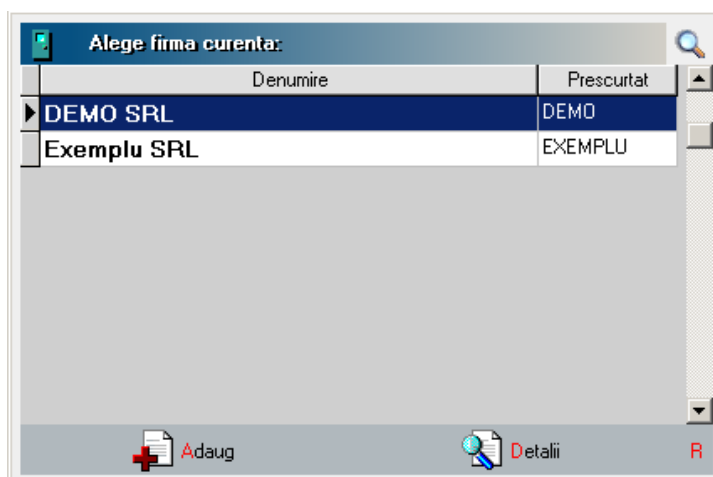 Alege firma curenta:
Denumire Prescurtat
DEMO SRL DEMO
Exemplu SRL EXEMPLU
Adaug Detalii R